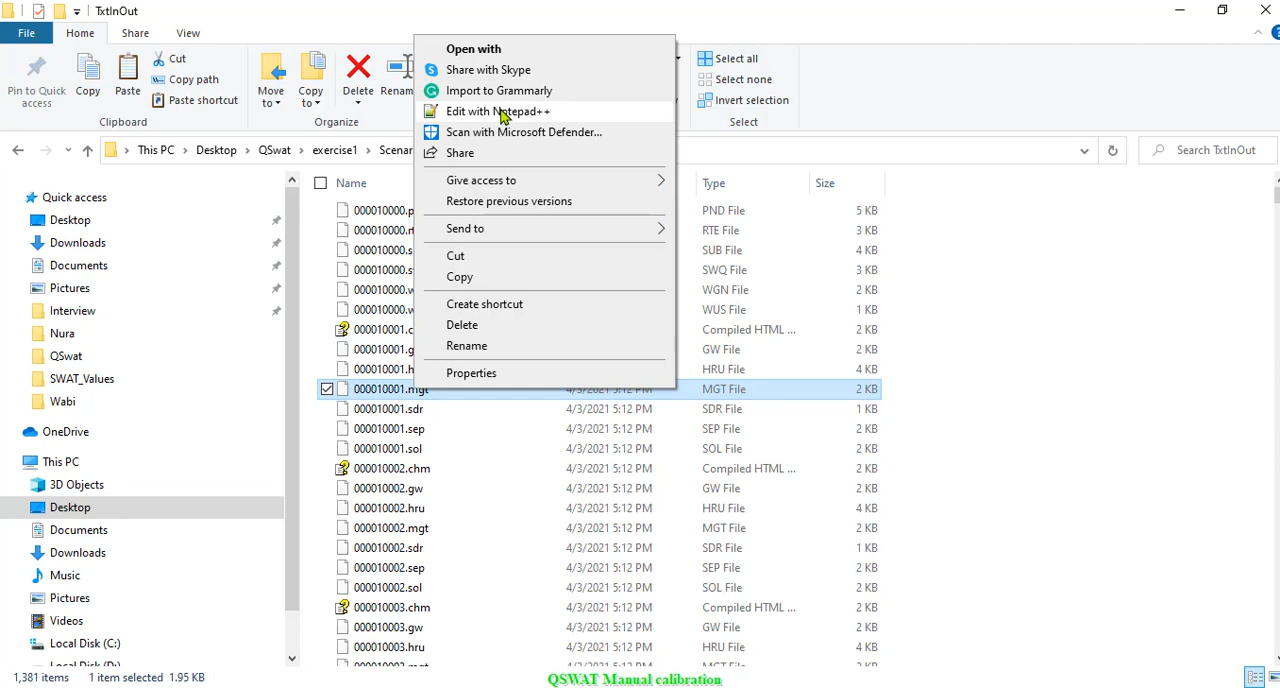 TxtInOut
File Home Share View
Pin to Quick access
Copy
Paste
Cut
Copy path
Paste shortcut
Clipboard
Move to
Copy to
Delete
Organize
Select all
Select none
Invert selection
Select
Open with
Share with Skype
Import to Grammarly
Edit with Notepad++
Scan with Microsoft Defender...
Share
Give access to
Restore previous versions
Send to
Cut
Copy
Create shortcut
Delete
Rename
Properties
This PC > Desktop > QSwat > exercise1 >
Search TxtInOut
Quick access
Desktop
Downloads
Documents
Pictures
Interview
Nura
QSwat
SWAT_Values
Wabi
OneDrive
This PC
3D Objects
Desktop
Documents
Downloads
Music
Pictures
Videos
Local Disk (C:)
Local Disk (D:)
Name Type Size
PND File 5 KB
RTE File 3 KB
SUB File 4 KB
SWQ File 3 KB
WGN File 2 KB
WUS File 1 KB
Compiled HTML ... 2 KB
GW File 2 KB
HRU File 4 KB
000010001.mgt 4/3/2021 5:12 PM MGT File 2 KB
000010001.sdr 4/3/2021 5:12 PM SDR File 1 KB
000010001.sep 4/3/2021 5:12 PM SEP File 2 KB
000010001.sol 4/3/2021 5:12 PM SOL File 2 KB
000010002.chm 4/3/2021 5:12 PM Compiled HTML ... 2 KB
000010002.gw 4/3/2021 5:12 PM GW File 2 KB
000010002.hru 4/3/2021 5:12 PM HRU File 4 KB
000010002.mgt 4/3/2021 5:12 PM MGT File 2 KB
000010002.sdr 4/3/2021 5:12 PM SDR File 1 KB
000010002.sep 4/3/2021 5:12 PM SEP File 2 KB
000010002.sol 4/3/2021 5:12 PM SOL File 2 KB
000010003.chm 4/3/2021 5:12 PM Compiled HTML ... 2 KB
000010003.gw 4/3/2021 5:12 PM GW File 2 KB
000010003.hru 4/3/2021 5:12 PM HRU File 4 KB
1,381 items 1 item selected 1.95 KB
QSWAT Manual calibration